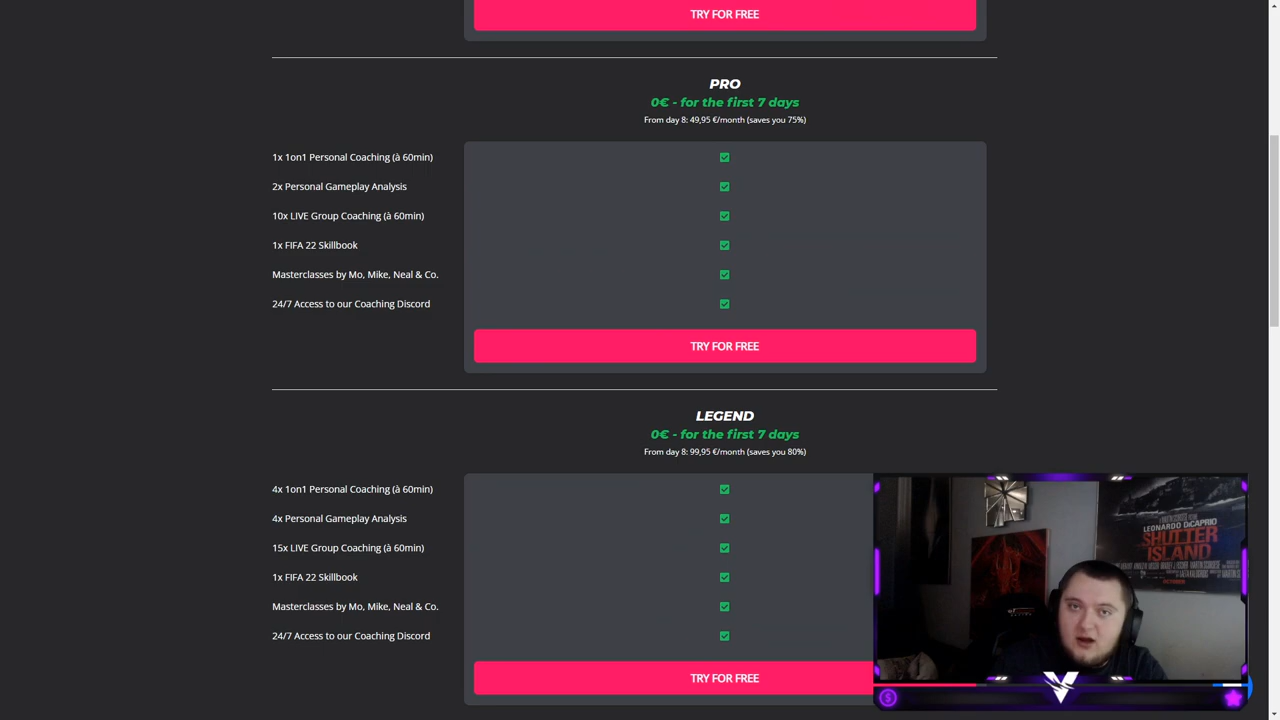 TRY FOR FREE
PRO
0€ - for the first 7 days
From day 8: 49,95 €/month (saves you 75%)
1x 1on1 Personal Coaching (à 60min)
2x Personal Gameplay Analysis
10x LIVE Group Coaching (à 60min)
1x FIFA 22 Skillbook
Masterclasses by Mo, Mike, Neal & Co.
24/7 Access to our Coaching Discord
TRY FOR FREE
LEGEND
0€ - for the first 7 days
From day 8: 99,95 €/month (saves you 80%)
4x 1on1 Personal Coaching (à 60min)
4x Personal Gameplay Analysis
15x LIVE Group Coaching (à 60min)
1x FIFA 22 Skillbook
Masterclasses by Mo, Mike, Neal & Co.
24/7 Access to our Coaching Discord
TRY FOR FREE
LEONARDO DiCAPRIO
SHUTTER
ISLAND